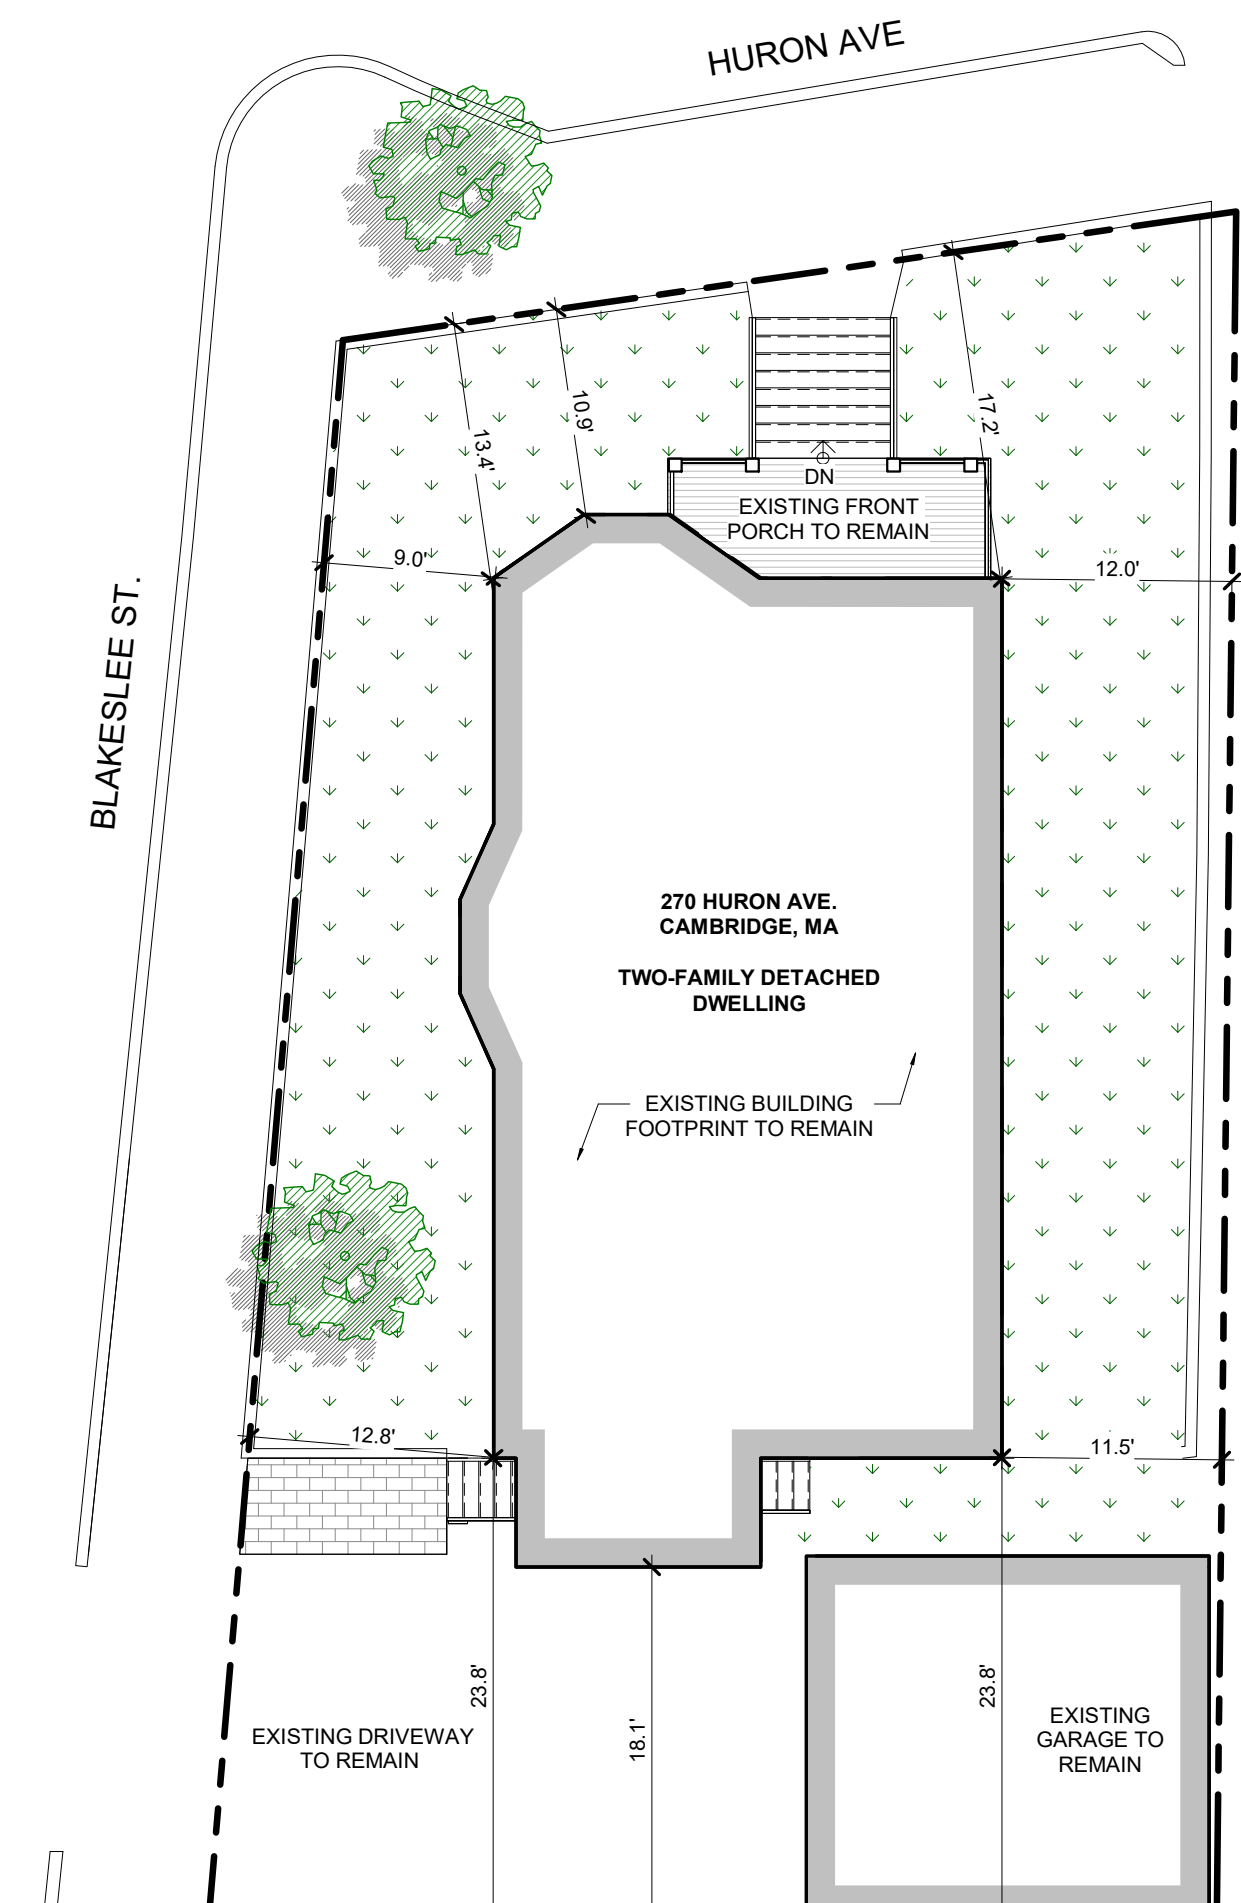 HURON AVE
10.9'
17.2'
13.4'
DN
EXISTING FRONT
PORCH TO REMAIN
9.0'
12.0'
BLAKESLEE ST.
270 HURON AVE.
CAMBRIDGE, MA
TWO-FAMILY DETACHED
DWELLING
EXISTING BUILDING
FOOTPRINT TO REMAIN
12.8'
11.5'
23.8'
18.1'
23.8'
EXISTING DRIVEWAY
TO REMAIN
EXISTING
GARAGE TO
REMAIN